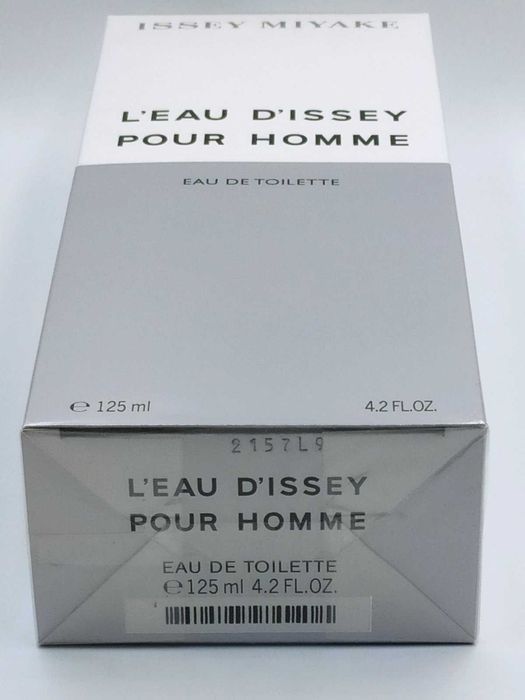 ISSEY MIYAKE
L'EAU D'ISSEY
POUR HOMME
EAU DE TOILETTE
℮ 125 ml 4.2 FL.OZ.
2157L9
L'EAU D'ISSEY
POUR HOMME
EAU DE TOILETTE
℮125 ml 4.2 FL.OZ.